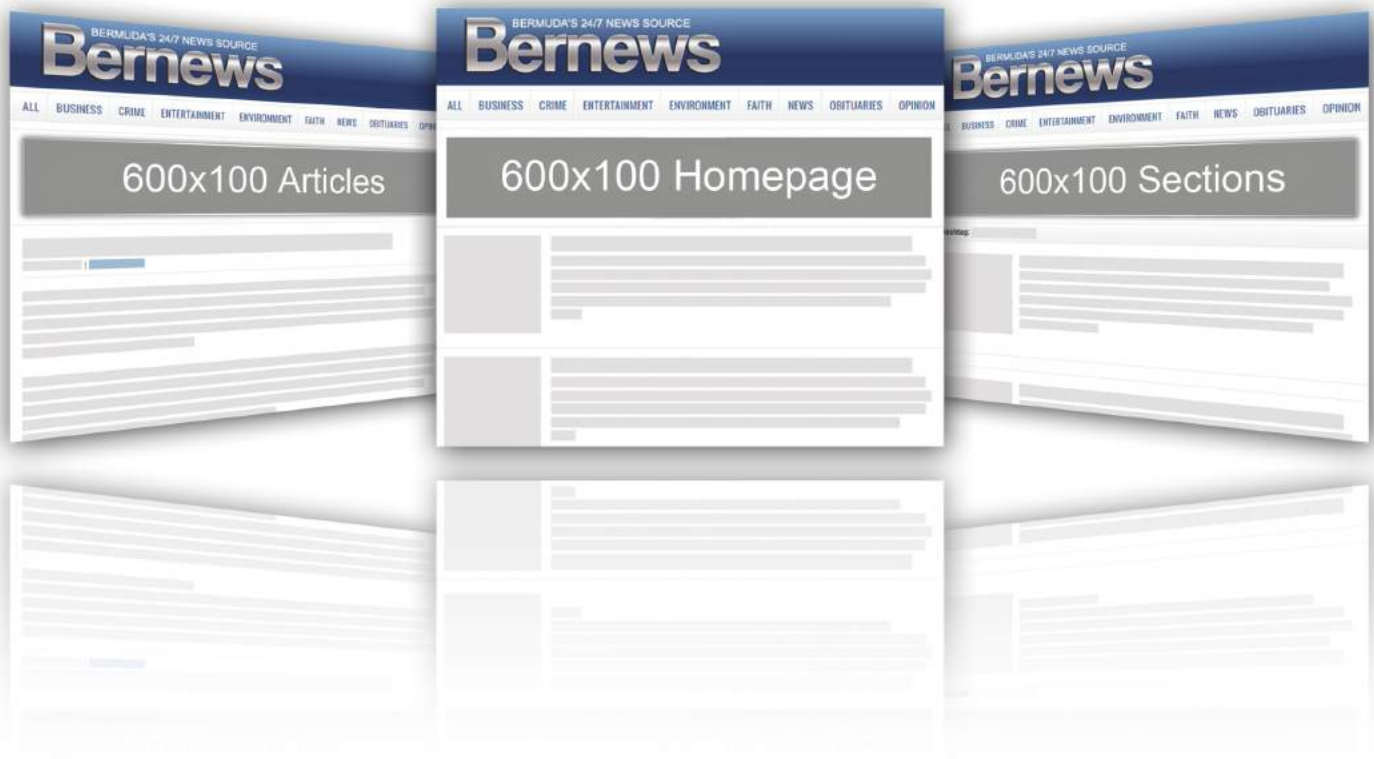 BERMUDA'S 24/7 NEWS SOURCE
Bernews
ALL BUSINESS CRIME ENTERTAINMENT ENVIRONMENT FAITH NEWS OBITUARIES
600x100 Articles
BERMUDA'S 24/7 NEWS SOURCE
Bernews
ALL BUSINESS CRIME ENTERTAINMENT ENVIRONMENT FAITH NEWS OBITUARIES OPINION
600x100 Homepage
BERMUDA'S 24/7 NEWS SOURCE
Bernews
BUSINESS CRIME ENTERTAINMENT ENVIRONMENT FAITH NEWS OBITUARIES OPINION
600x100 Sections